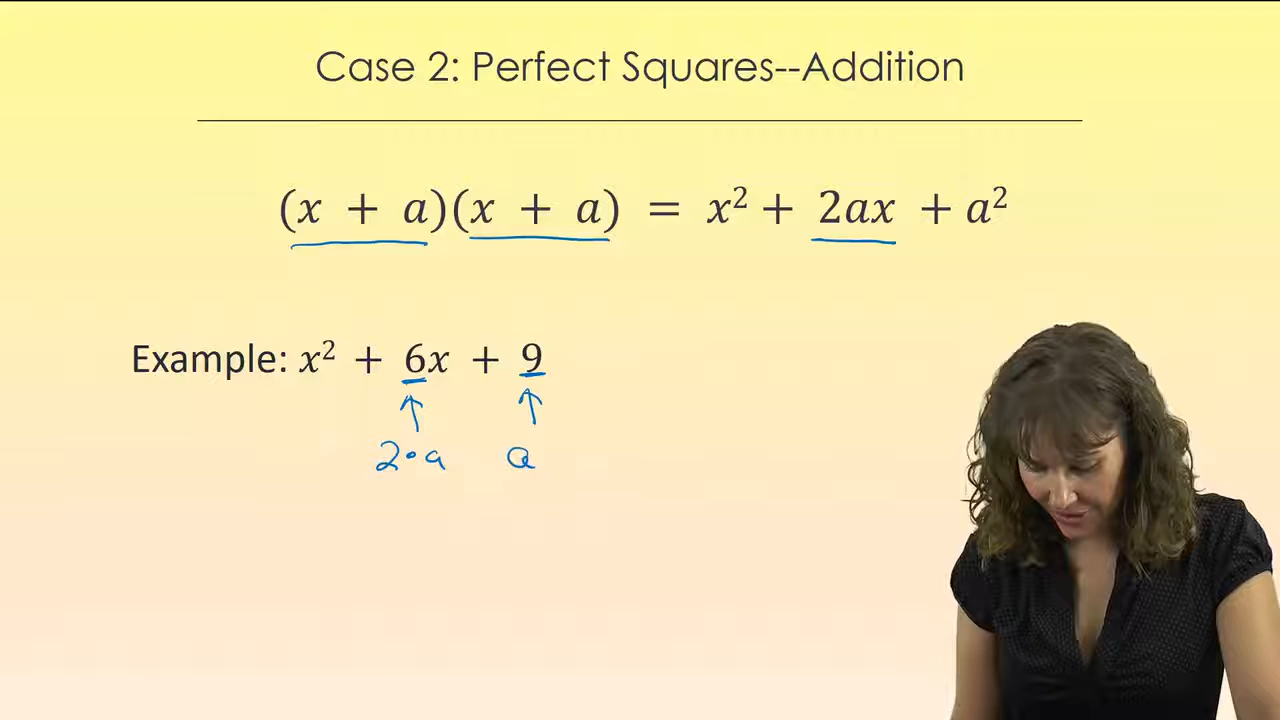 Case 2: Perfect Squares--Addition
(x + a)(x + a) = x² + 2ax + a²
Example: x² + 6x + 9
2•a a